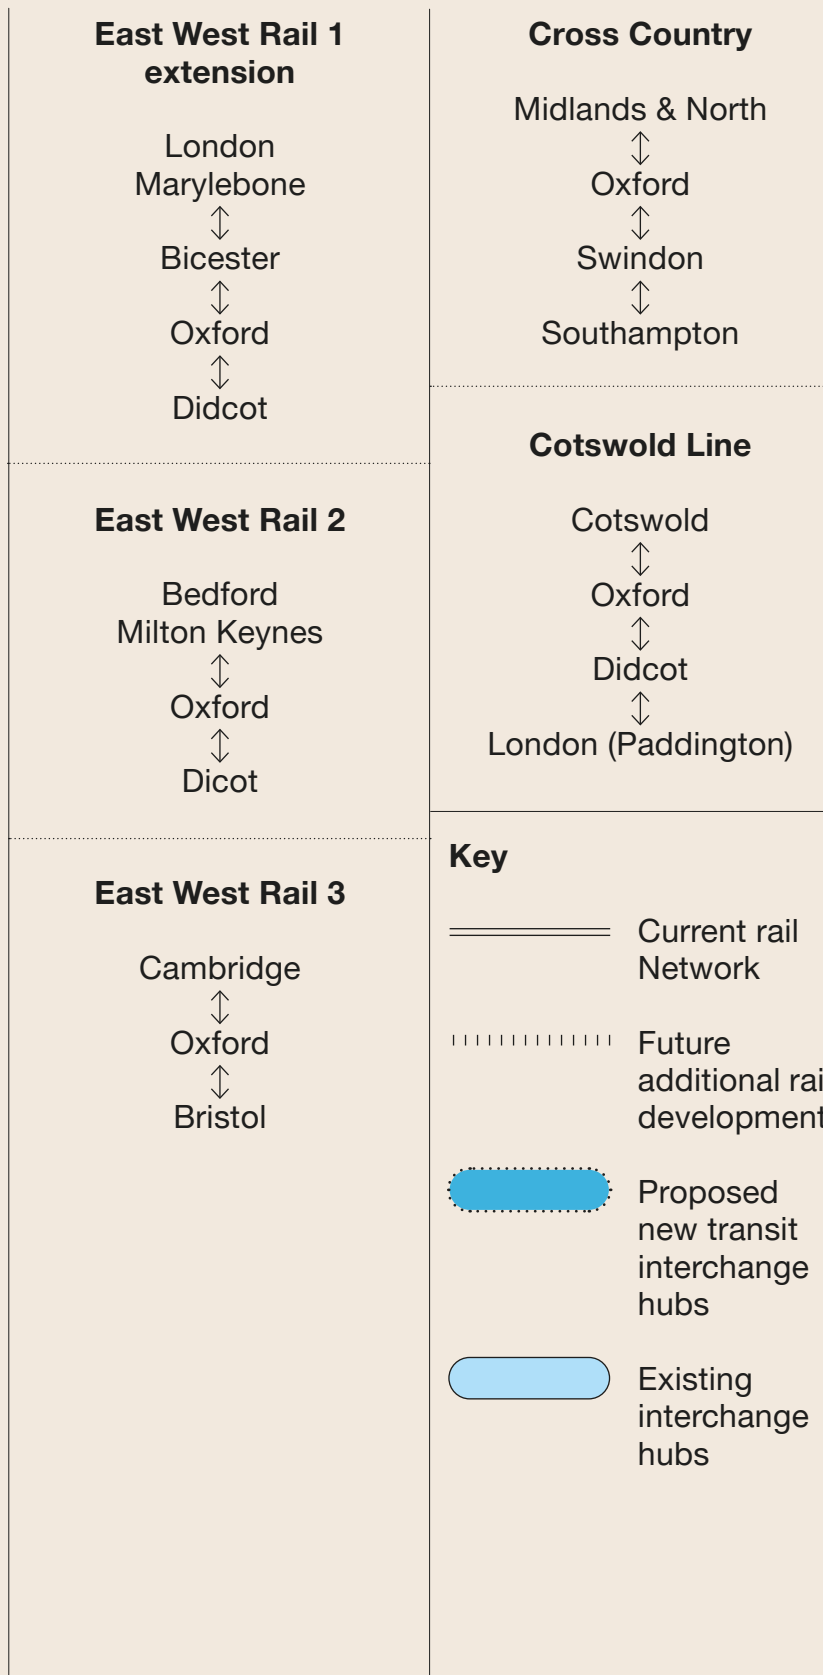 East West Rail 1
extension
London
Marylebone
Bicester
Oxford
Didcot
East West Rail 2
Bedford
Milton Keynes
Oxford
Dicot
East West Rail 3
Cambridge
Oxford
Bristol
Cross Country
Midlands & North
Oxford
Swindon
Southampton
Cotswold Line
Cotswold
Oxford
Didcot
London (Paddington)
Key
Current rail
Network
Future
additional rai
development
Proposed
new transit
interchange
hubs
Existing
interchange
hubs